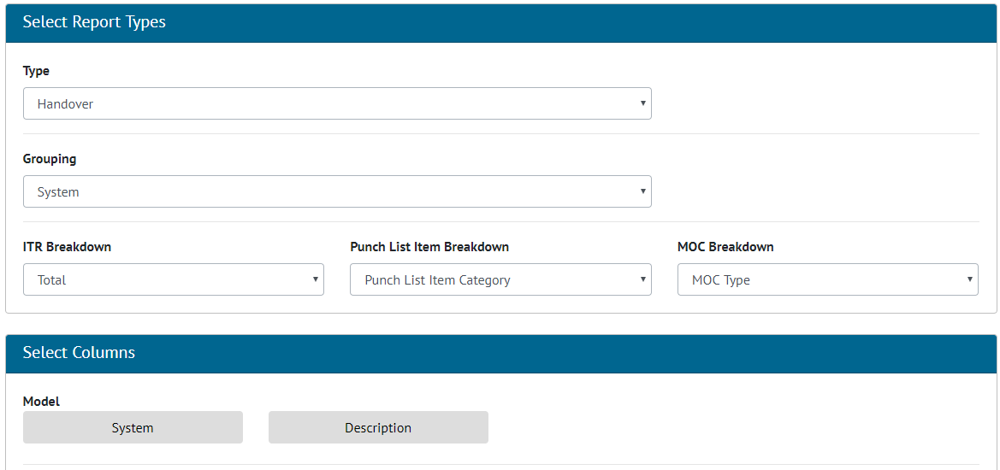 Select Report Types
Type
Handover
Grouping
System
ITR Breakdown Punch List Item Breakdown MOC Breakdown
Total Punch List Item Category MOC Type
Select Columns
Model
System Description